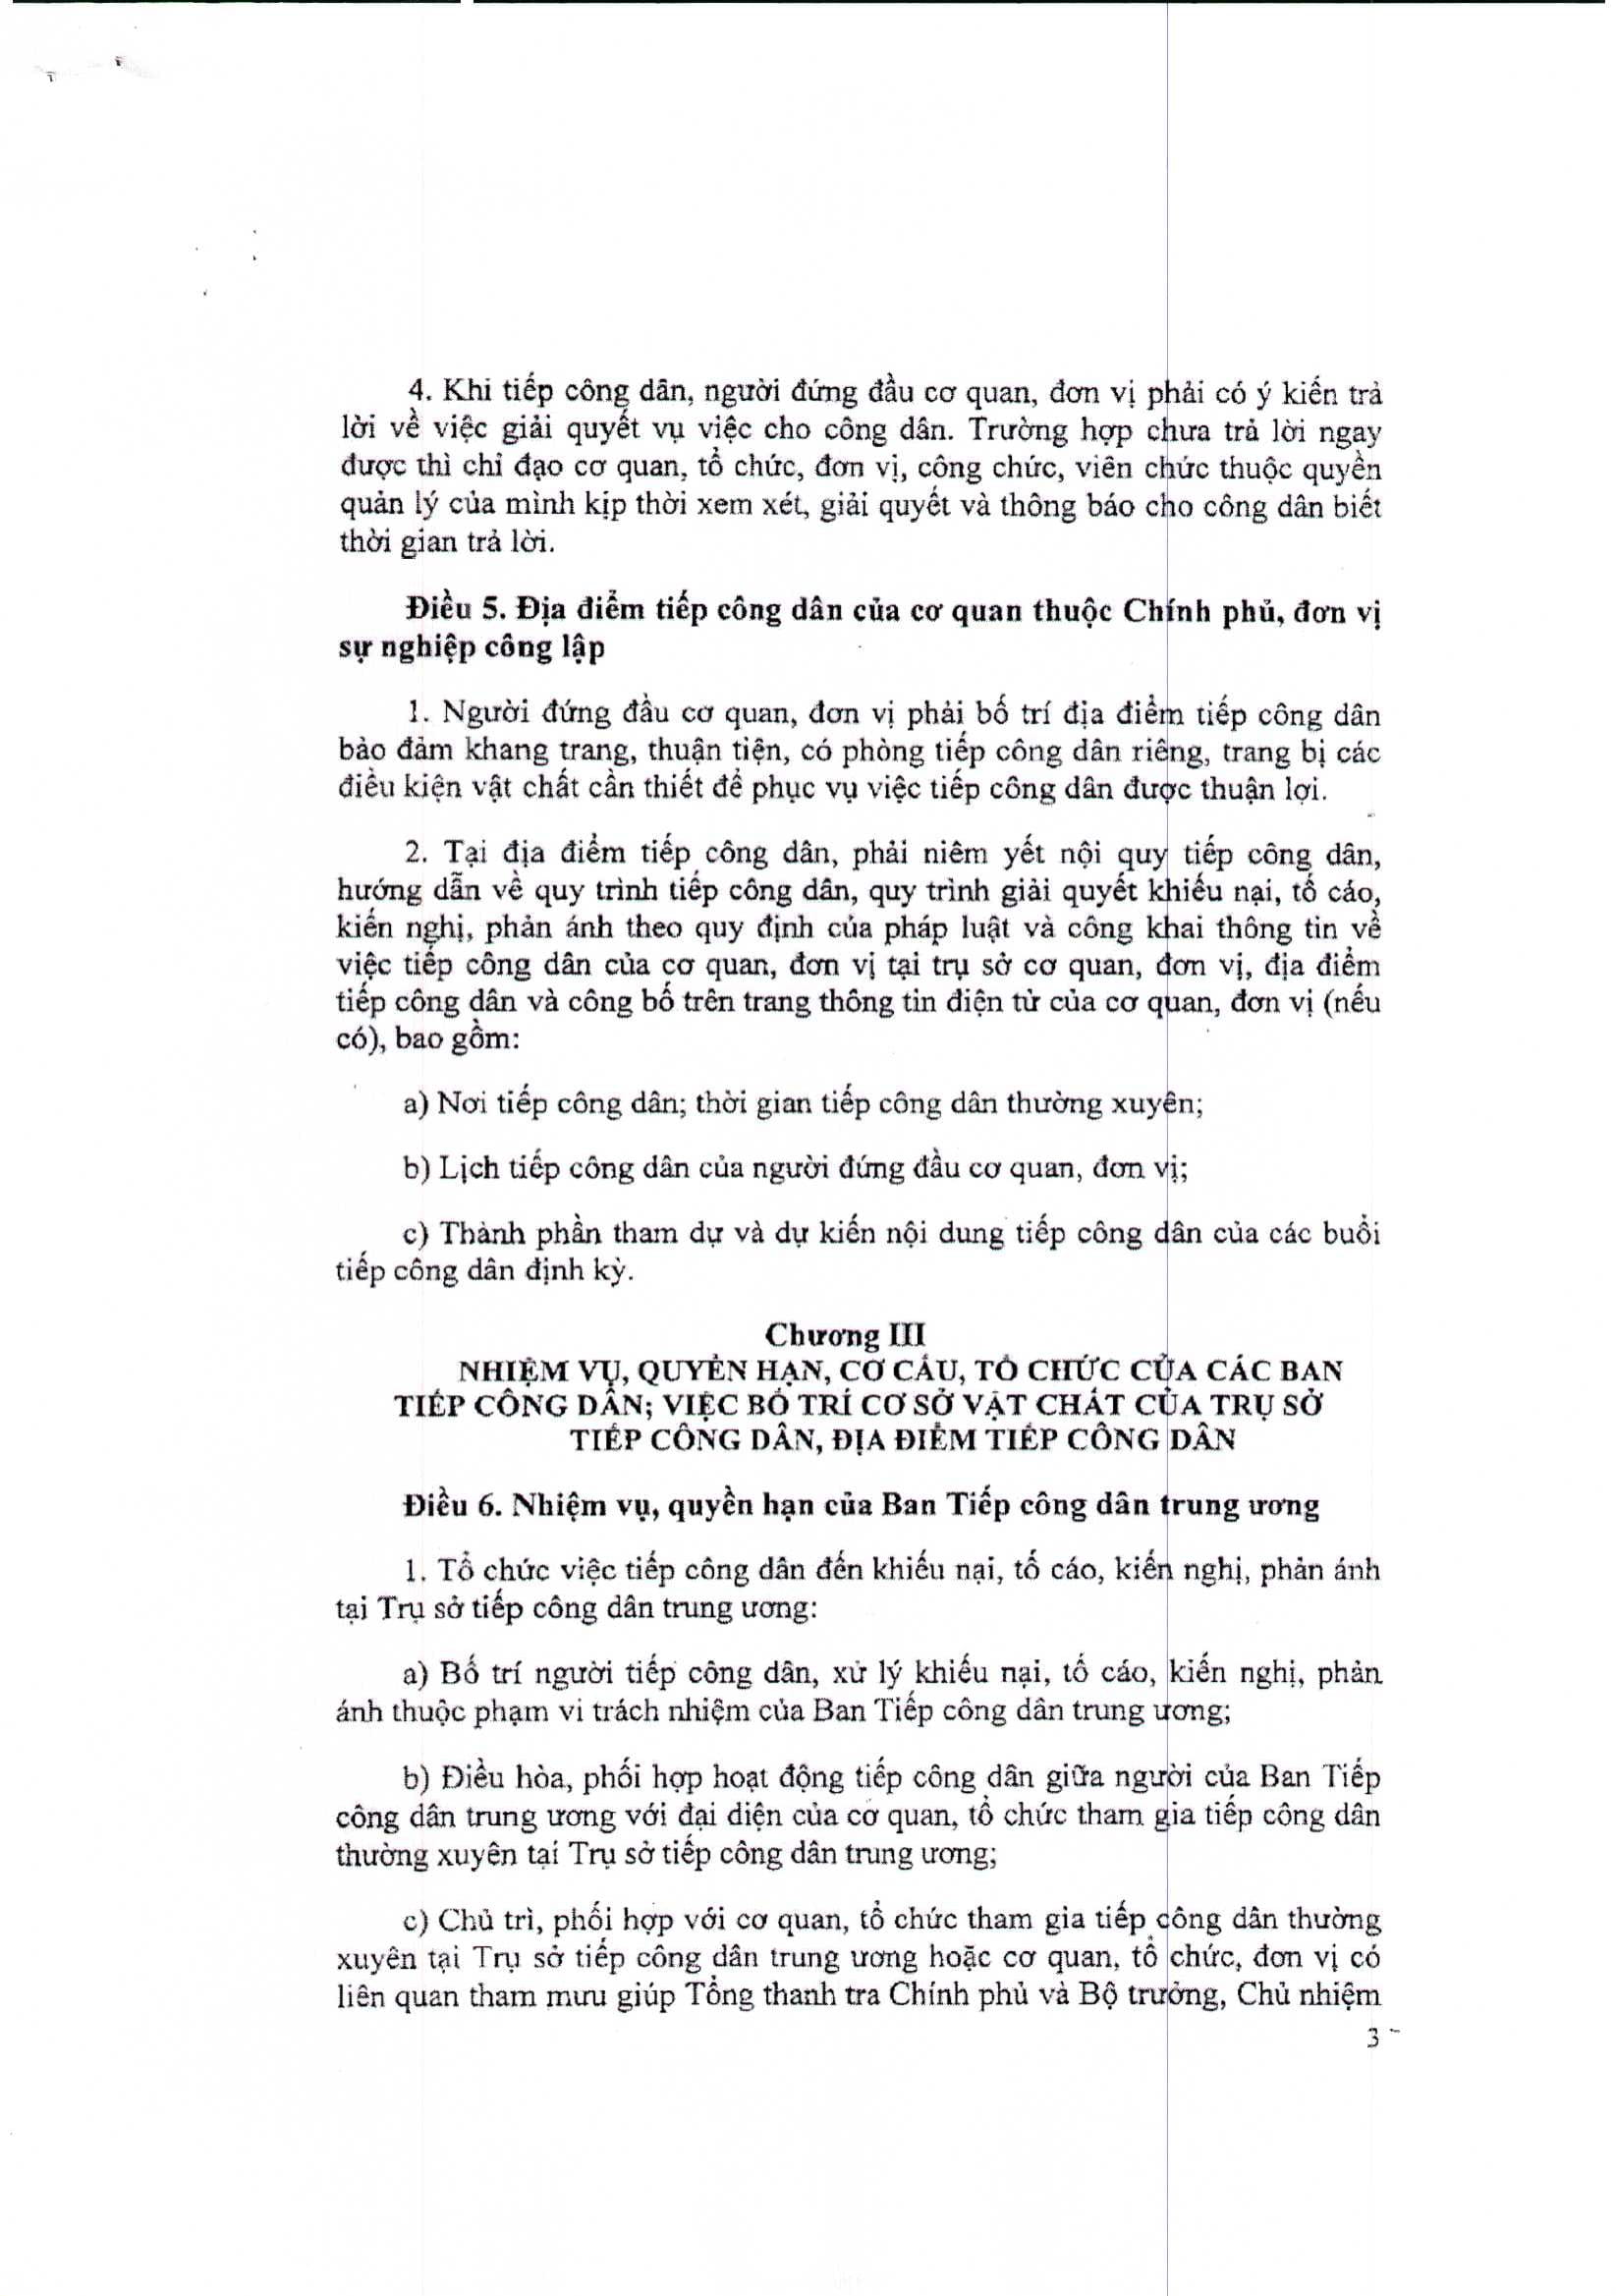 4. Khi tiếp công dân, người đứng đầu cơ quan, đơn vị phải có ý kiến trả
lời về việc giải quyết vụ việc cho công dân. Trường hợp chưa trả lời ngay
được thì chỉ đạo cơ quan, tổ chức, đơn vị, công chức, viên chức thuộc quyền
quản lý của mình kịp thời xem xét, giải quyết và thông báo cho công dân biết
thời gian trả lời.
Điều 5. Địa điểm tiếp công dân của cơ quan thuộc Chính phủ, đơn vị
sự nghiệp công lập
1. Người đứng đầu cơ quan, đơn vị phải bố trí địa điểm tiếp công dân
bảo đảm khang trang, thuận tiện, có phòng tiếp công dân riêng, trang bị các
điều kiện vật chất cần thiết để phục vụ việc tiếp công dân được thuận lợi.
2. Tại địa điểm tiếp công dân, phải niêm yết nội quy tiếp công dân,
hướng dẫn về quy trình tiếp công dân, quy trình giải quyết khiếu nại, tố cáo,
kiến nghị, phản ánh theo quy định của pháp luật và công khai thông tin về
việc tiếp công dân của cơ quan, đơn vị tại trụ sở cơ quan, đơn vị, địa điểm
tiếp công dân và công bố trên trang thông tin điện tử của cơ quan, đơn vị (nếu
có), bao gồm:
a) Nơi tiếp công dân; thời gian tiếp công dân thường xuyên;
b) Lịch tiếp công dân của người đứng đầu cơ quan, đơn vị;
c) Thành phần tham dự và dự kiến nội dung tiếp công dân của các buổi
tiếp công dân định kỳ.
Chương III
NHIỆM VỤ, QUYỀN HẠN, CƠ CẤU, TỔ CHỨC CỦA CÁC BAN
TIẾP CÔNG DÂN; VIỆC BỐ TRÍ CƠ SỞ VẬT CHẤT CỦA TRỤ SỞ
TIẾP CÔNG DÂN, ĐỊA ĐIỂM TIẾP CÔNG DÂN
Điều 6. Nhiệm vụ, quyền hạn của Ban Tiếp công dân trung ương
1. Tổ chức việc tiếp công dân đến khiếu nại, tố cáo, kiến nghị, phản ánh
tại Trụ sở tiếp công dân trung ương:
a) Bố trí người tiếp công dân, xử lý khiếu nại, tố cáo, kiến nghị, phản
ánh thuộc phạm vi trách nhiệm của Ban Tiếp công dân trung ương;
b) Điều hòa, phối hợp hoạt động tiếp công dân giữa người của Ban Tiếp
công dân trung ương với đại diện của cơ quan, tổ chức tham gia tiếp công dân
thường xuyên tại Trụ sở tiếp công dân trung ương;
c) Chủ trì, phối hợp với cơ quan, tổ chức tham gia tiếp công dân thường
xuyên tại Trụ sở tiếp công dân trung ương hoặc cơ quan, tổ chức, đơn vị có
liên quan tham mưu giúp Tổng thanh tra Chính phủ và Bộ trưởng, Chủ nhiệm
3